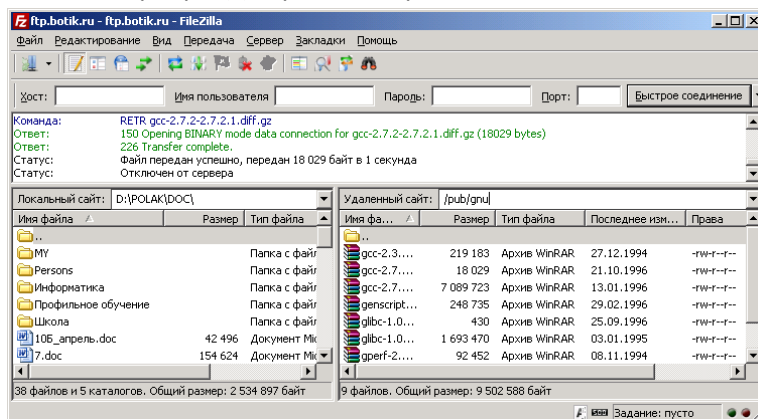 ftp.botik.ru - ftp.botik.ru - FileZilla
Файл Редактирование Вид Передача Сервер Закладки Помощь
Хост: Имя пользователя Пароль: Порт: Быстрое соединение
Команда: RETR gcc-2.7.2-2.7.2.1.diff.gz
Ответ: 150 Opening BINARY mode data connection for gcc-2.7.2-2.7.2.1.diff.gz (18029 bytes)
Ответ: 226 Transfer complete.
Статус: Файл передан успешно, передан 18 029 байт в 1 секунда
Статус: Отключен от сервера
Локальный сайт: D:\POLAK\DOC\ Удаленный сайт: /pub/gnu
Имя файла Размер Тип файла Имя фа... Размер Тип файла Последнее изм... Права
.. ..
MY Папка с файл gcc-2.3.... 219 183 Архив WinRAR 27.12.1994 -rw-r--r--
Persons Папка с файл gcc-2.7.... 18 029 Архив WinRAR 21.10.1996 -rw-r--r--
Информатика Папка с файл gcc-2.7.... 7 089 723 Архив WinRAR 13.01.1996 -rw-r--r--
Профильное обучение Папка с файл genscript... 248 735 Архив WinRAR 29.02.1996 -rw-r--r--
Школа Папка с файл glibc-1.0... 430 Архив WinRAR 25.09.1996 -rw-r--r--
10Б_апрель.doc 42 496 Документ Mic glibc-1.0... 1 693 470 Архив WinRAR 03.01.1995 -rw-r--r--
7.doc 154 624 Документ Mic gperf-2.... 92 452 Архив WinRAR 08.11.1994 -rw-r--r--
38 файлов и 5 каталогов. Общий размер: 2 534 897 байт 9 файлов. Общий размер: 9 502 588 байт
Задание: пусто